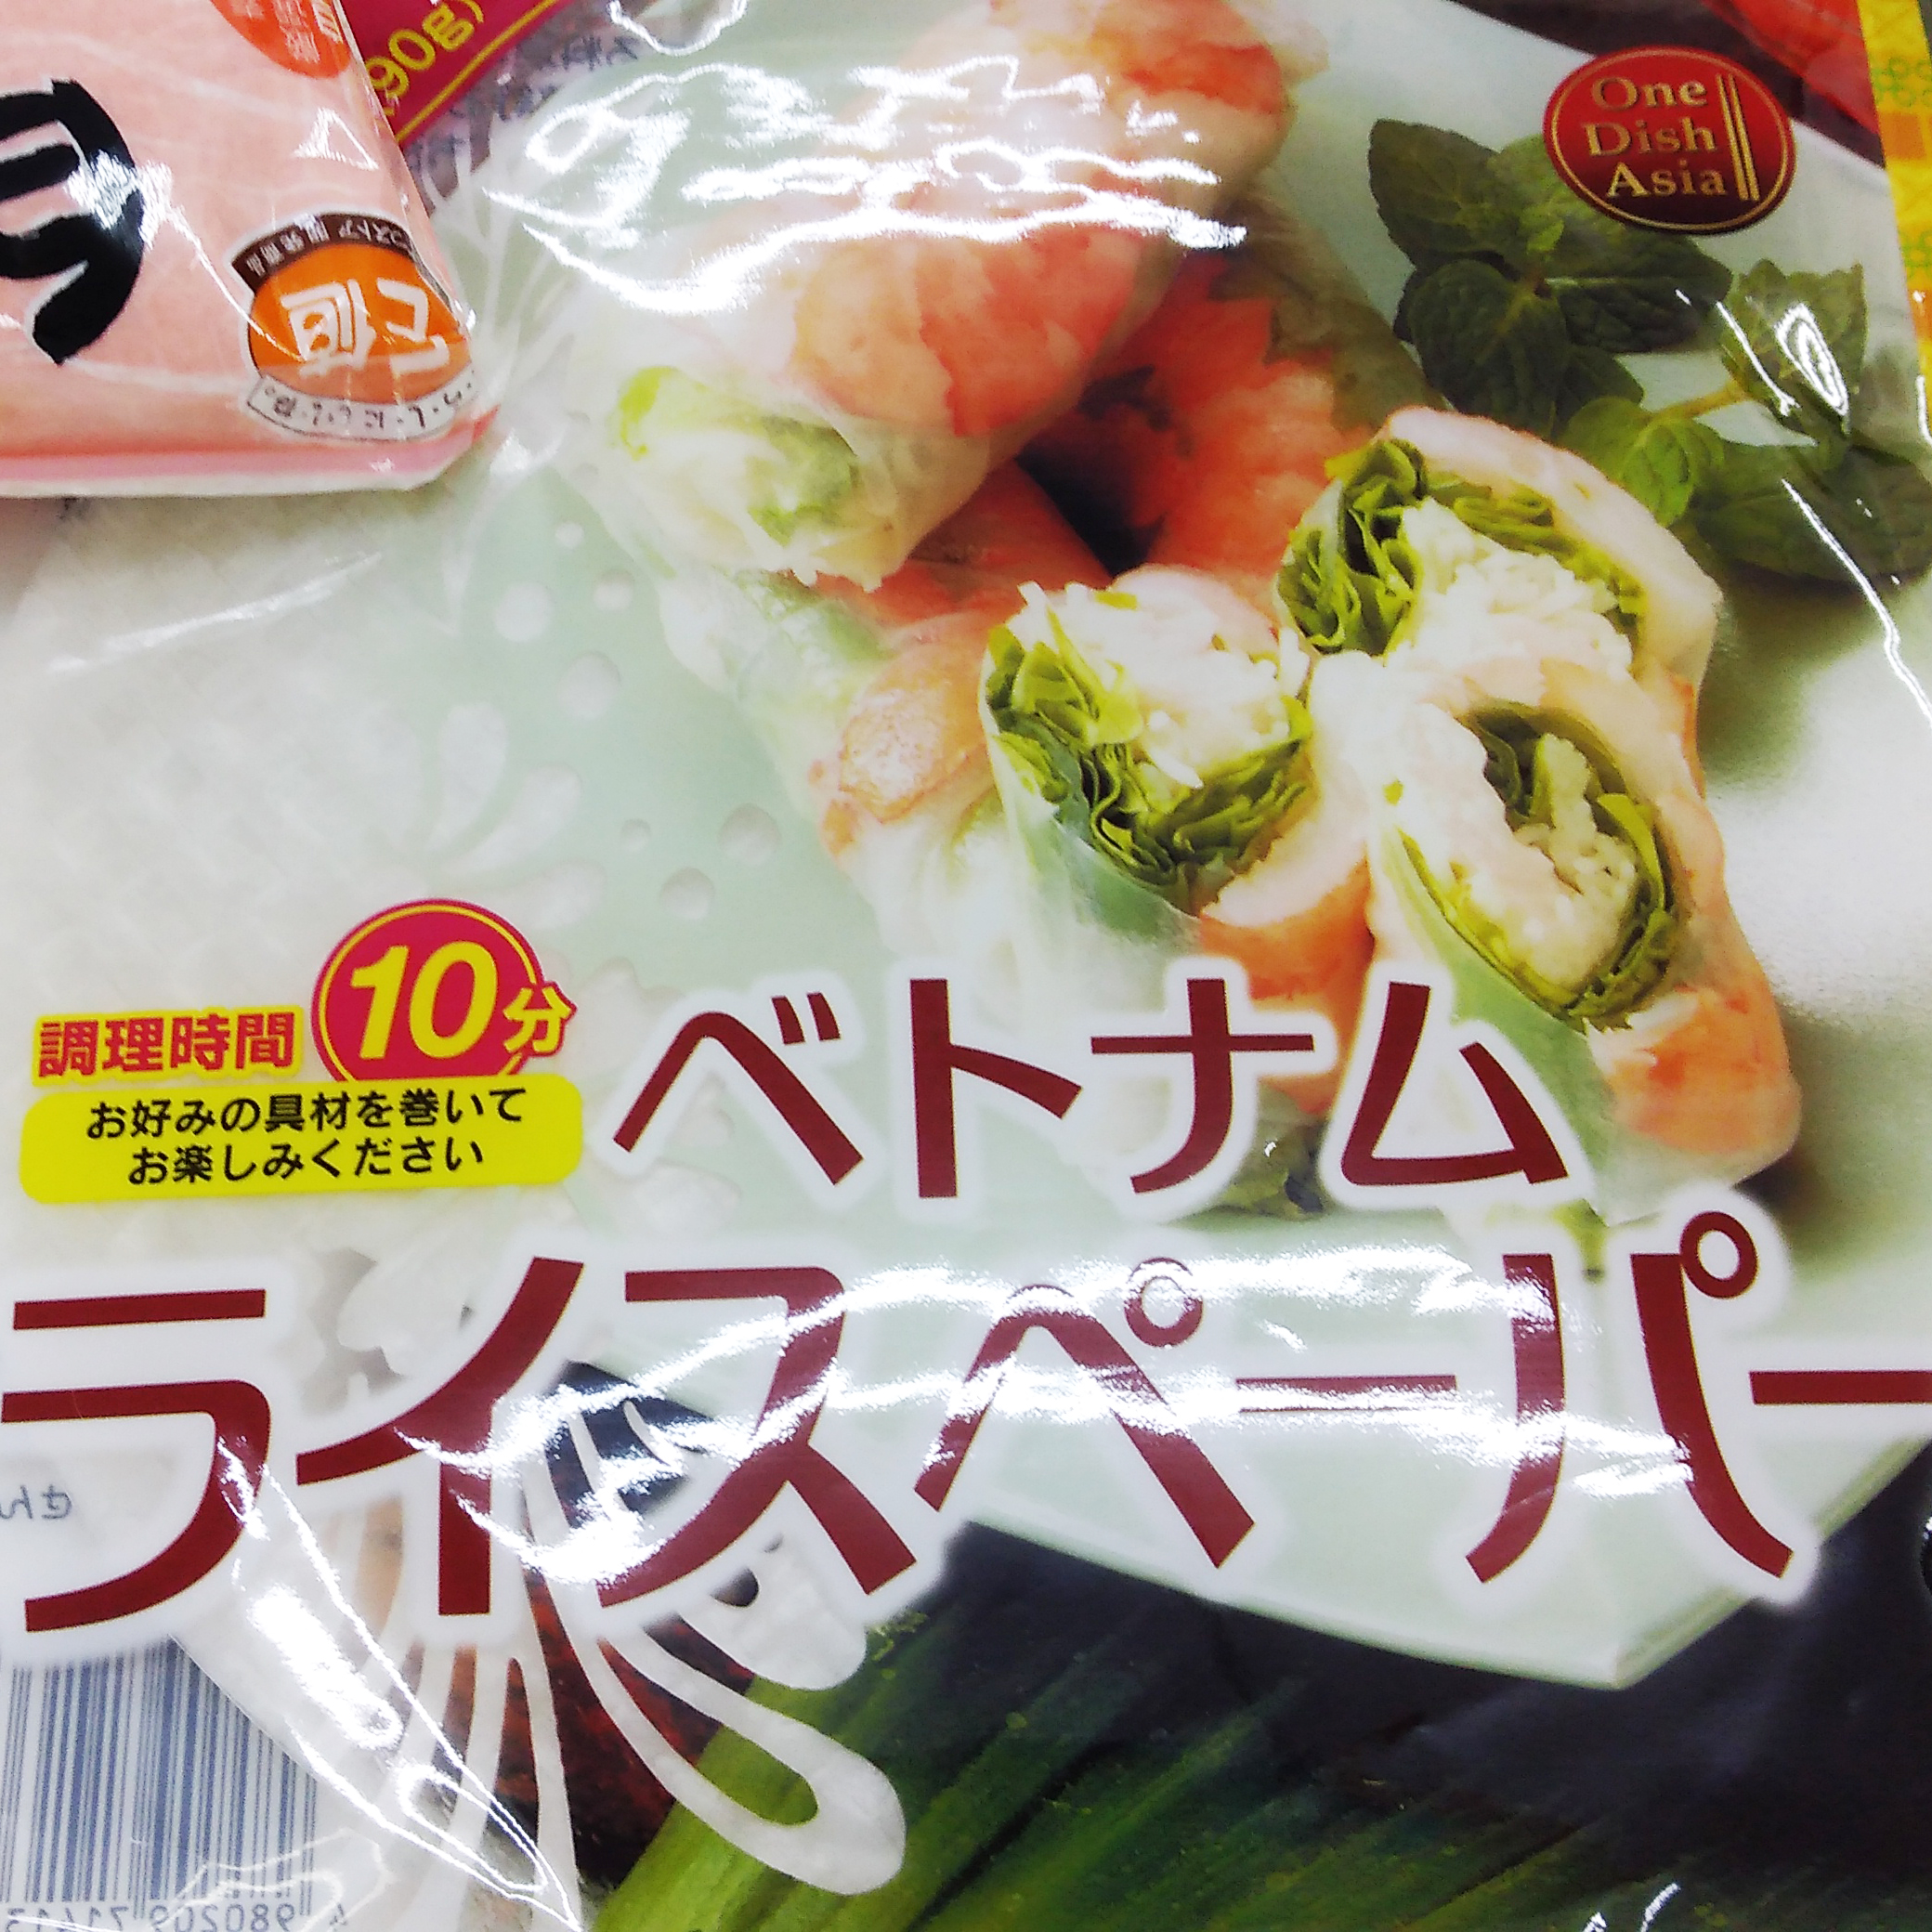 90g)
One
Dish
Asia
調理時間 10分
お好みの具材を巻いて
お楽しみください
ベトナム
ライスペーパー